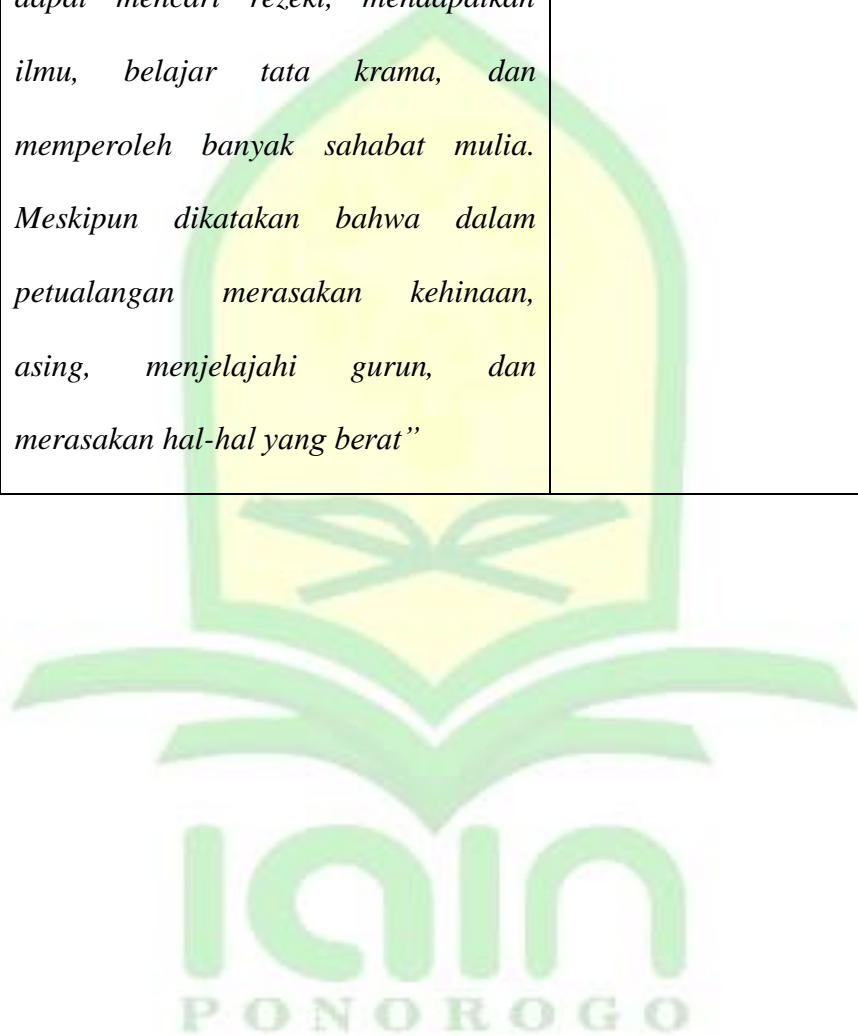 dapat mencari rezeki, mendapatkan
ilmu, belajar tata krama, dan
memperoleh banyak sahabat mulia.
Meskipun dikatakan bahwa dalam
petualangan merasakan kehinaan,
asing, menjelajahi gurun, dan
merasakan hal-hal yang berat”
iain
PONOROGO